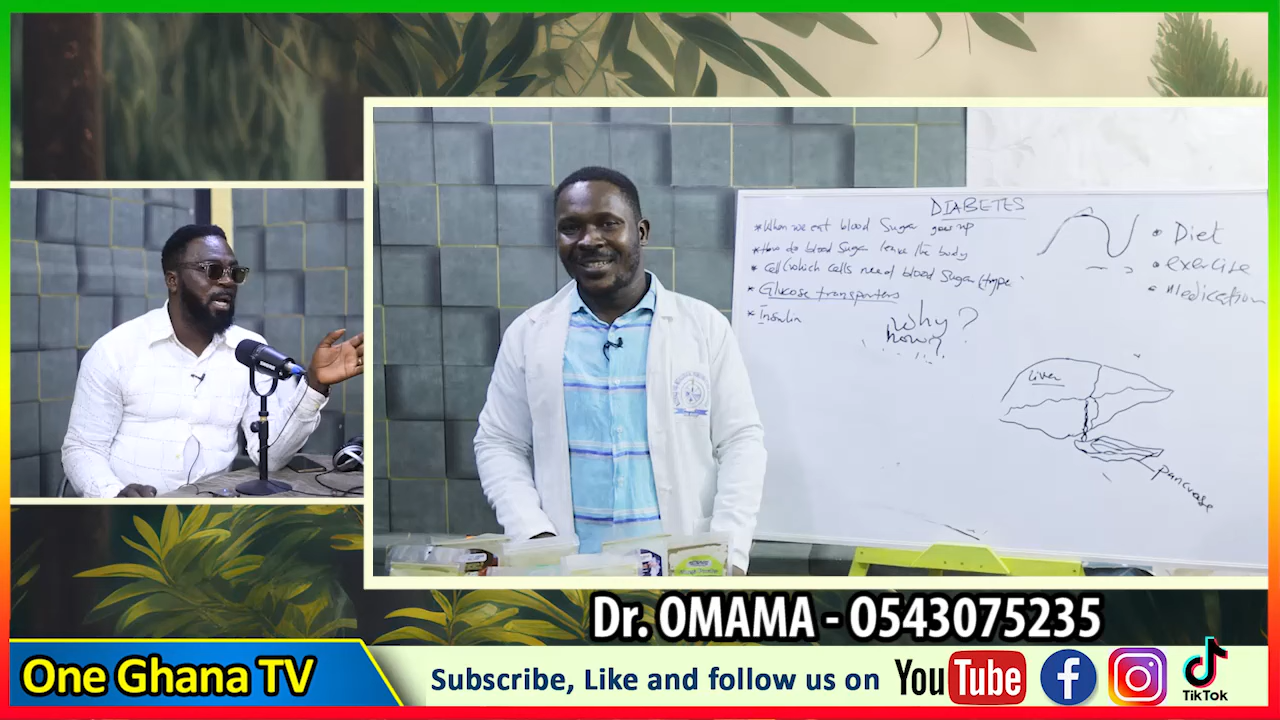 DIABETES
* When we eat blood Sugar goes up
* How do blood Sugar leave the body
* Cell (which cells need blood Sugar (type
* Glucose transporters
* Insulin
Why ?
how?
• Diet
• exercise
• Medication
Liver
pancrease
Dr. OMAMA - 0543075235
One Ghana TV
Subscribe, Like and follow us on YouTube
TikTok